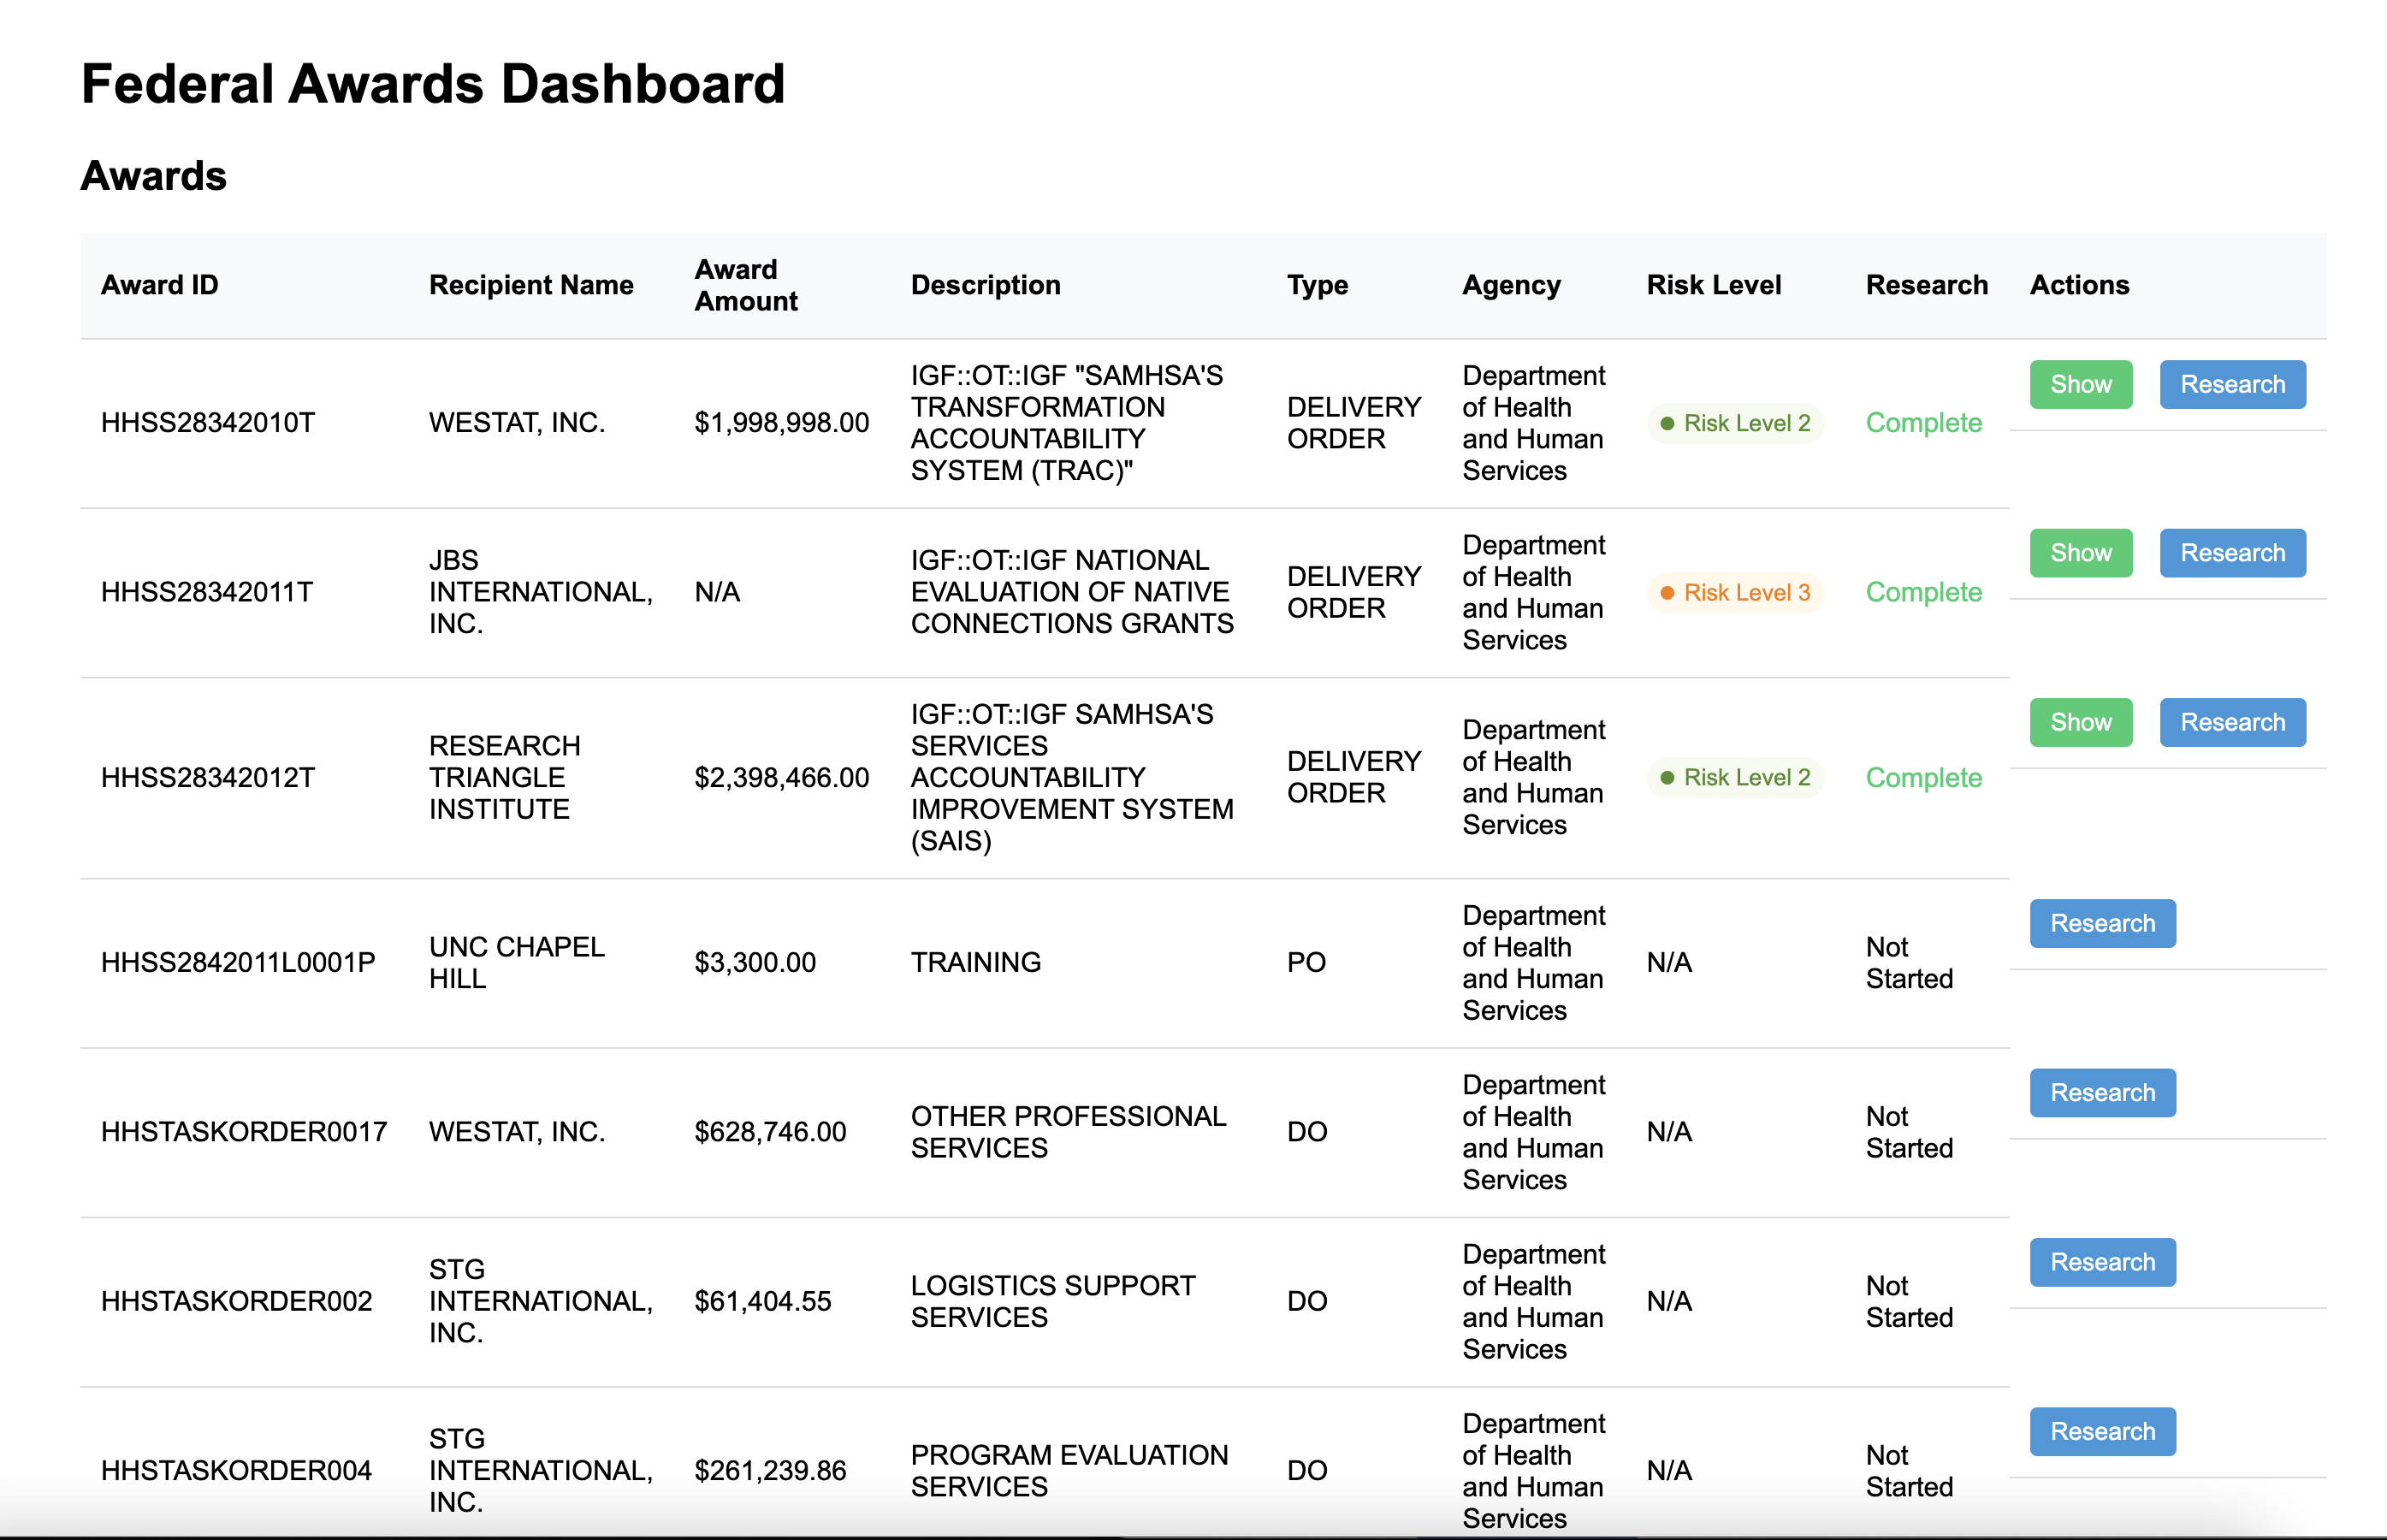 Federal Awards Dashboard
Awards
Award ID
Recipient Name
Award
Amount
Description
Type
Agency
Risk Level
Research
Actions
HHSS28342010T
WESTAT, INC.
$1,998,998.00
IGF::OT::IGF "SAMHSA'S
TRANSFORMATION
ACCOUNTABILITY
SYSTEM (TRAC)"
DELIVERY
ORDER
Department
of Health
and Human
Services
Risk Level 2
Complete
Show
Research
HHSS28342011T
JBS
INTERNATIONAL,
INC.
N/A
IGF::OT::IGF NATIONAL
EVALUATION OF NATIVE
CONNECTIONS GRANTS
DELIVERY
ORDER
Department
of Health
and Human
Services
Risk Level 3
Complete
Show
Research
HHSS28342012T
RESEARCH
TRIANGLE
INSTITUTE
$2,398,466.00
IGF::OT::IGF SAMHSA'S
SERVICES
ACCOUNTABILITY
IMPROVEMENT SYSTEM
(SAIS)
DELIVERY
ORDER
Department
of Health
and Human
Services
Risk Level 2
Complete
Show
Research
HHSS2842011L0001P
UNC CHAPEL
HILL
$3,300.00
TRAINING
PO
Department
of Health
and Human
Services
N/A
Not
Started
Research
HHSTASKORDER0017
WESTAT, INC.
$628,746.00
OTHER PROFESSIONAL
SERVICES
DO
Department
of Health
and Human
Services
N/A
Not
Started
Research
HHSTASKORDER002
STG
INTERNATIONAL,
INC.
$61,404.55
LOGISTICS SUPPORT
SERVICES
DO
Department
of Health
and Human
Services
N/A
Not
Started
Research
HHSTASKORDER004
STG
INTERNATIONAL,
INC.
$261,239.86
PROGRAM EVALUATION
SERVICES
DO
Department
of Health
and Human
Services
N/A
Not
Started
Research